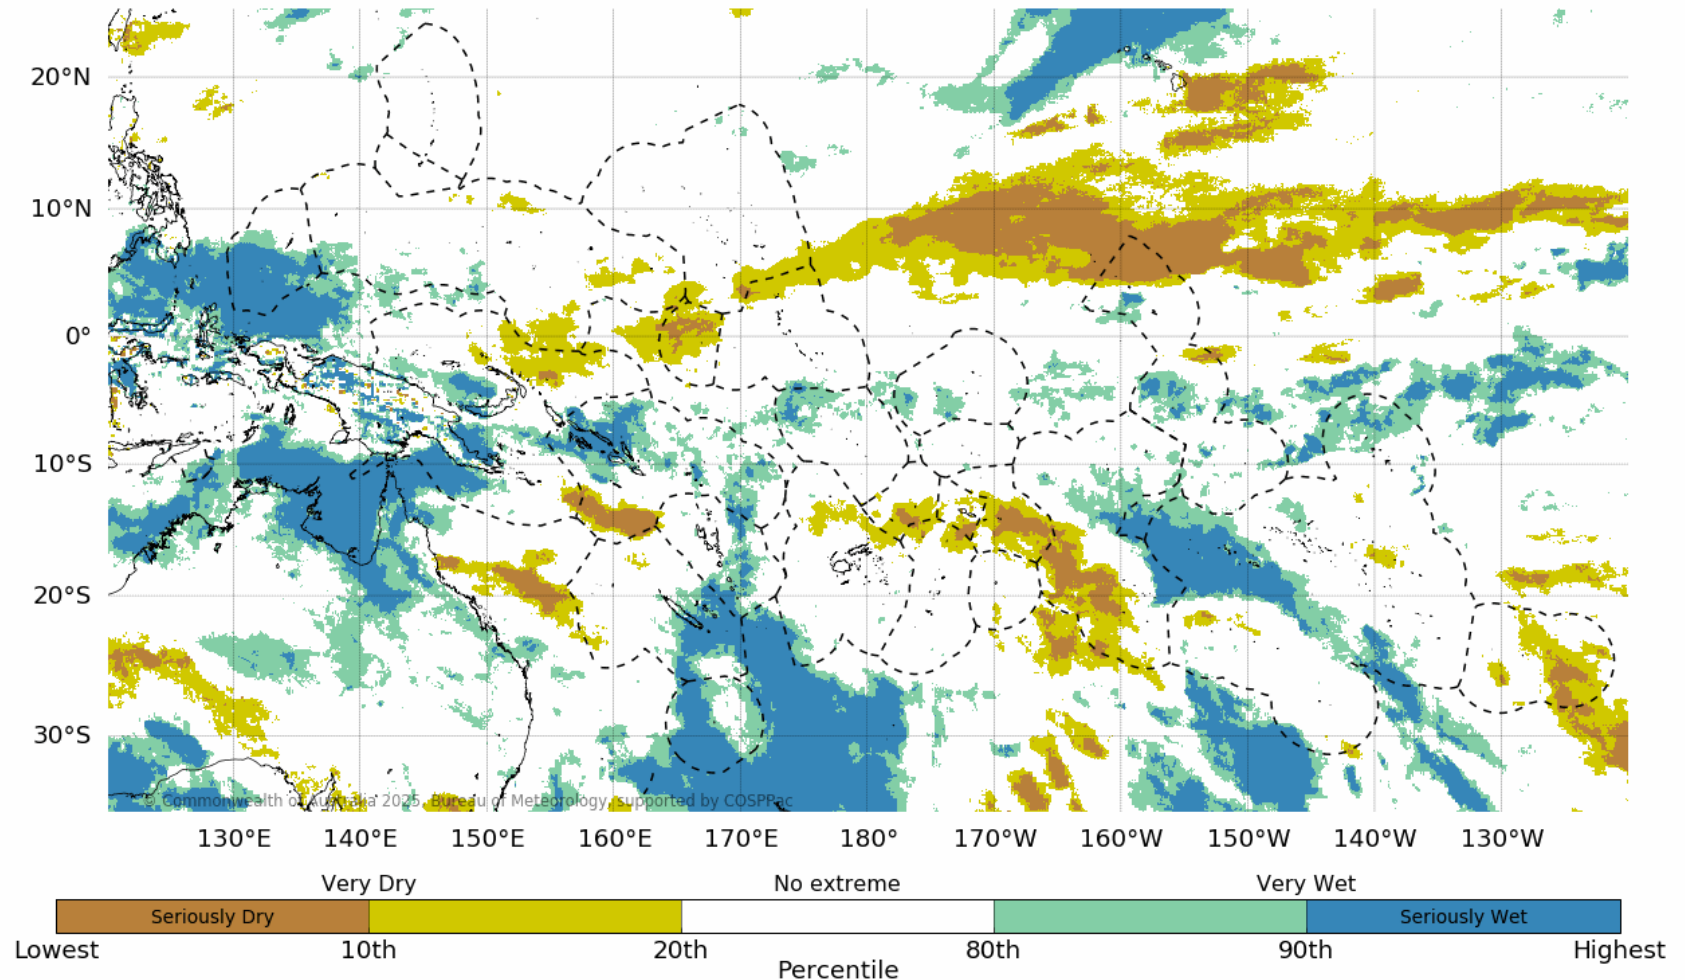 20°N
10°N
0°
10°S
20°S
30°S
© Commonwealth of Australia 2025, Bureau of Meteorology, supported by COSPPac
130°E 140°E 150°E 160°E 170°E 180° 170°W 160°W 150°W 140°W 130°W
Very Dry No extreme Very Wet
Seriously Dry Seriously Wet
Lowest 10th 20th 80th 90th Highest
Percentile